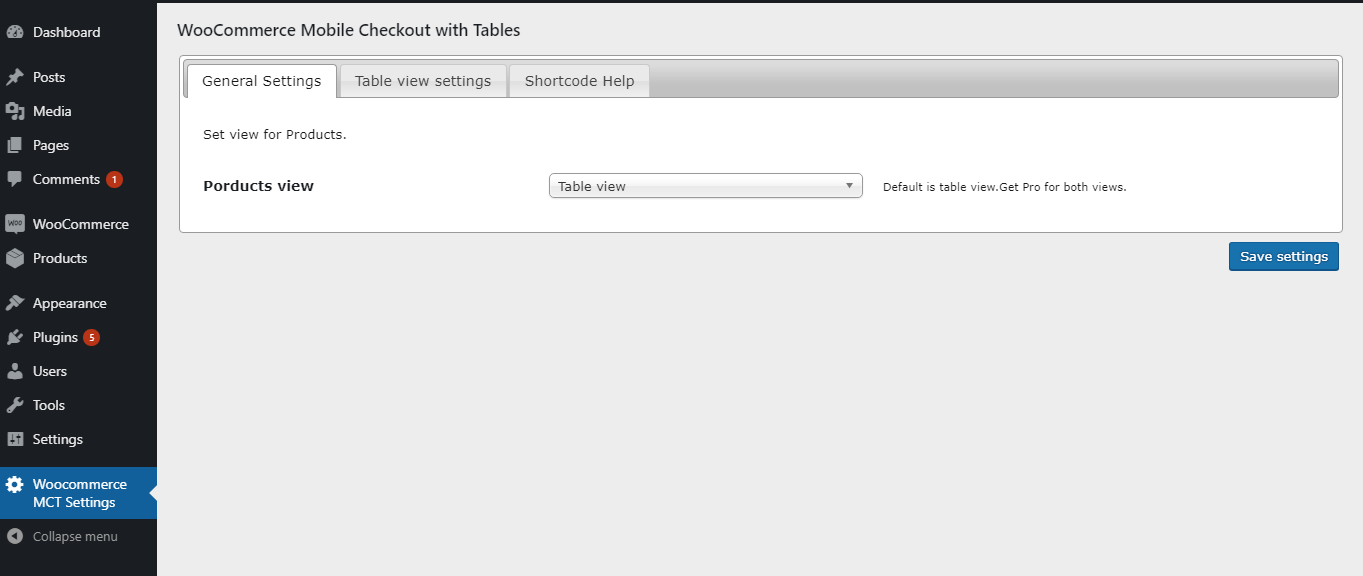 Dashboard
Posts
Media
Pages
Comments 1
WOO WooCommerce
Products
Appearance
Plugins 5
Users
Tools
Settings
Woocommerce
MCT Settings
Collapse menu
WooCommerce Mobile Checkout with Tables
General Settings Table view settings Shortcode Help
Set view for Products.
Porducts view Table view Default is table view.Get Pro for both views.
Save settings